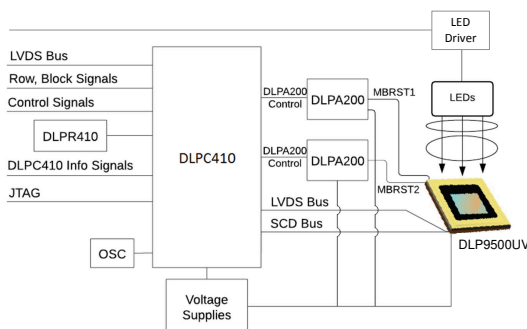 LED
Driver
LVDS Bus
Row, Block Signals
Control Signals
DLPR410
DLPC410 Info Signals
JTAG
OSC
DLPC410
DLPA200
Control
DLPA200
MBRST1
LEDs
DLPA200
Control
DLPA200
MBRST2
LVDS Bus
SCD Bus
DLP9500UV
Voltage
Supplies